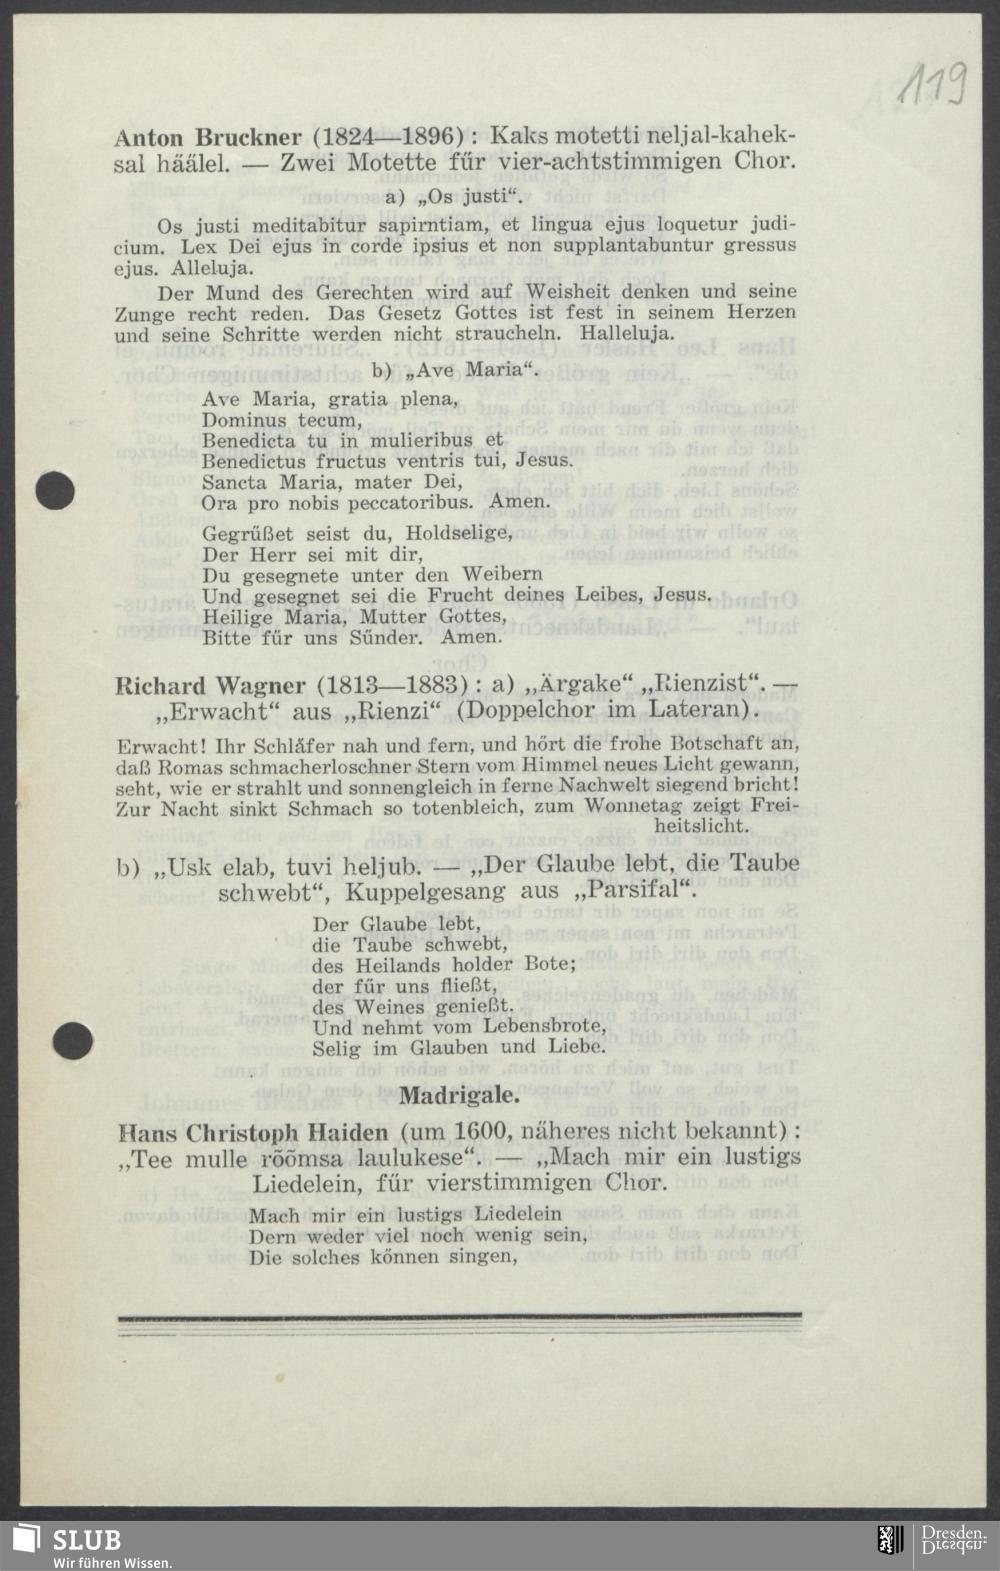 119
Anton Bruckner (1824—1896) : Kaks motetti neljal-kahek-
sal häälel. — Zwei Motette für vier-achtstimmigen Chor.
a) „Os justi“.
Os justi meditabitur sapirntiam, et lingua ejus loquetur judi-
cium. Lex Dei ejus in corde ipsius et non supplantabuntur gressus
ejus. Alleluja.
Der Mund des Gerechten wird auf Weisheit denken und seine
Zunge recht reden. Das Gesetz Gottes ist fest in seinem Herzen
und seine Schritte werden nicht straucheln. Halleluja.
b) „Ave Maria“.
Ave Maria, gratia plena,
Dominus tecum,
Benedicta tu in mulieribus et
Benedictus fructus ventris tui, Jesus.
Sancta Maria, mater Dei,
Ora pro nobis peccatoribus. Amen.
Gegrüßet seist du, Holdselige,
Der Herr sei mit dir,
Du gesegnete unter den Weibern
Und gesegnet sei die Frucht deines Leibes, Jesus.
Heilige Maria, Mutter Gottes,
Bitte für uns Sünder. Amen.
Richard Wagner (1813—1883) : a) „Ärgake“ „Rienzist“. —
„Erwacht“ aus „Rienzi“ (Doppelchor im Lateran).
Erwacht! Ihr Schläfer nah und fern, und hört die frohe Botschaft an,
daß Romas schmacherloschner Stern vom Himmel neues Licht gewann,
seht, wie er strahlt und sonnengleich in ferne Nachwelt siegend bricht!
Zur Nacht sinkt Schmach so totenbleich, zum Wonnetag zeigt Frei-
heitslicht.
b) „Usk elab, tuvi heljub. — „Der Glaube lebt, die Taube
schwebt“, Kuppelgesang aus „Parsifal“.
Der Glaube lebt,
die Taube schwebt,
des Heilands holder Bote;
der für uns fließt,
des Weines genießt.
Und nehmt vom Lebensbrote,
Selig im Glauben und Liebe.
Madrigale.
Hans Christoph Haiden (um 1600, näheres nicht bekannt) :
„Tee mulle rõõmsa laulukese“. — „Mach mir ein lustigs
Liedelein, für vierstimmigen Chor.
Mach mir ein lustigs Liedelein
Dern weder viel noch wenig sein,
Die solches können singen,
SLUB
Wir führen Wissen.
Dresden.
Dresden.